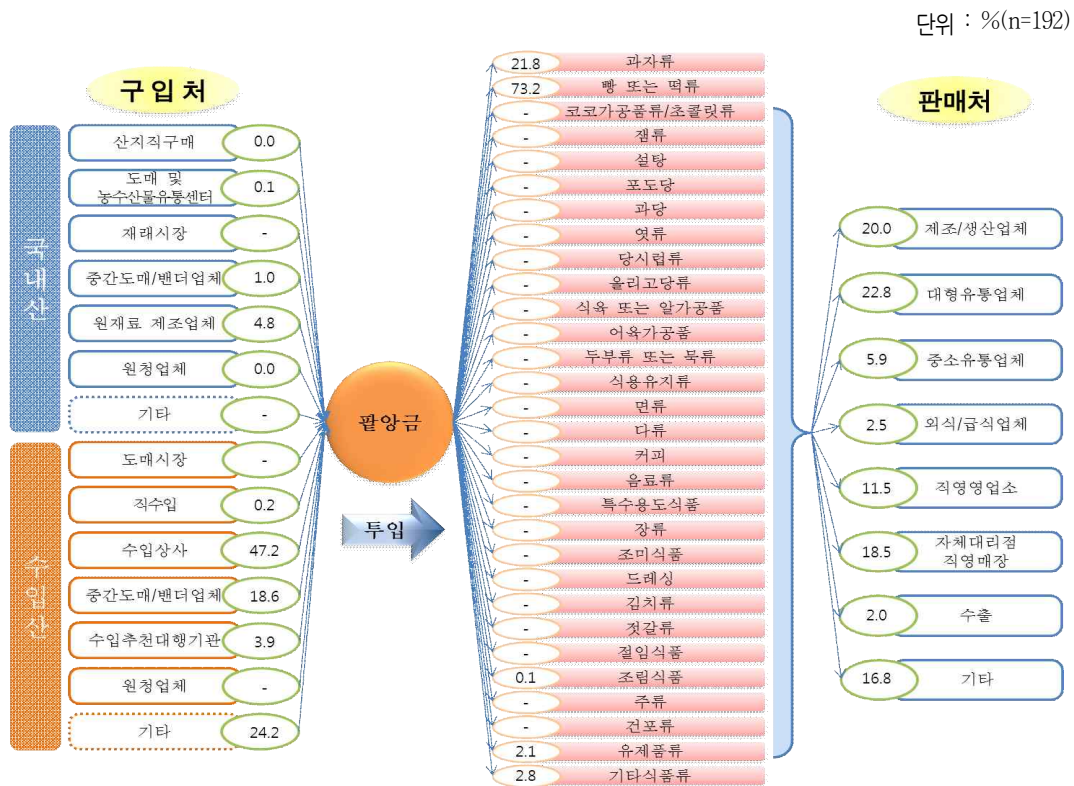 단위 : %(n=192)
구입처
국내산
산지직구매 0.0
도매 및
농수산물유통센터 0.1
재래시장 -
중간도매/밴더업체 1.0
원재료 제조업체 4.8
원청업체 0.0
기타 -
수입산
도매시장 -
직수입 0.2
수입상사 47.2
중간도매/밴더업체 18.6
수입추천대행기관 3.9
원청업체 -
기타 24.2
팥앙금
투입
21.8 과자류
73.2 빵 또는 떡류
- 코코가공품류/초콜릿류
- 잼류
- 설탕
- 포도당
- 과당
- 엿류
- 당시럽류
- 올리고당류
- 식육 또는 알가공품
- 어육가공품
- 두부류 또는 묵류
- 식용유지류
- 면류
- 다류
- 커피
- 음료류
- 특수용도식품
- 장류
- 조미식품
- 드레싱
- 김치류
- 젓갈류
- 절임식품
0.1 조림식품
- 주류
- 건포류
2.1 유제품류
2.8 기타식품류
판매처
20.0 제조/생산업체
22.8 대형유통업체
5.9 중소유통업체
2.5 외식/급식업체
11.5 직영영업소
18.5 자체대리점
직영매장
2.0 수출
16.8 기타